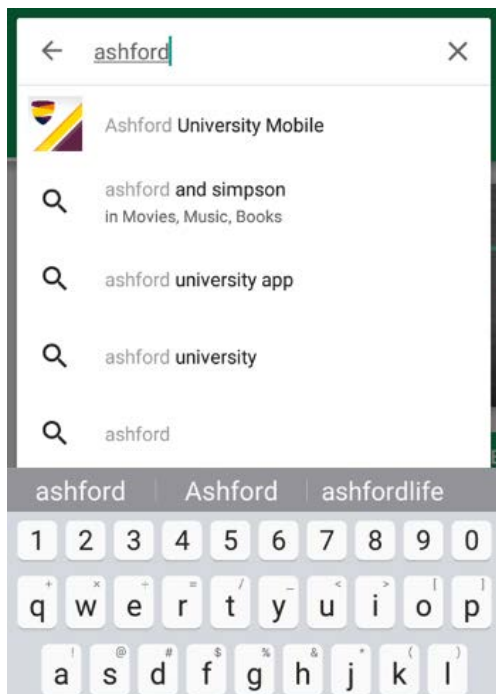 ashford
Ashford University Mobile
ashford and simpson
in Movies, Music, Books
ashford university app
ashford university
ashford
ashford Ashford ashfordlife
1 2 3 4 5 6 7 8 9 0
+ × ÷ = / _ < > [ ]
q w e r t y u i o p
! @ # $ % & * ( )
a s d f g h j k l